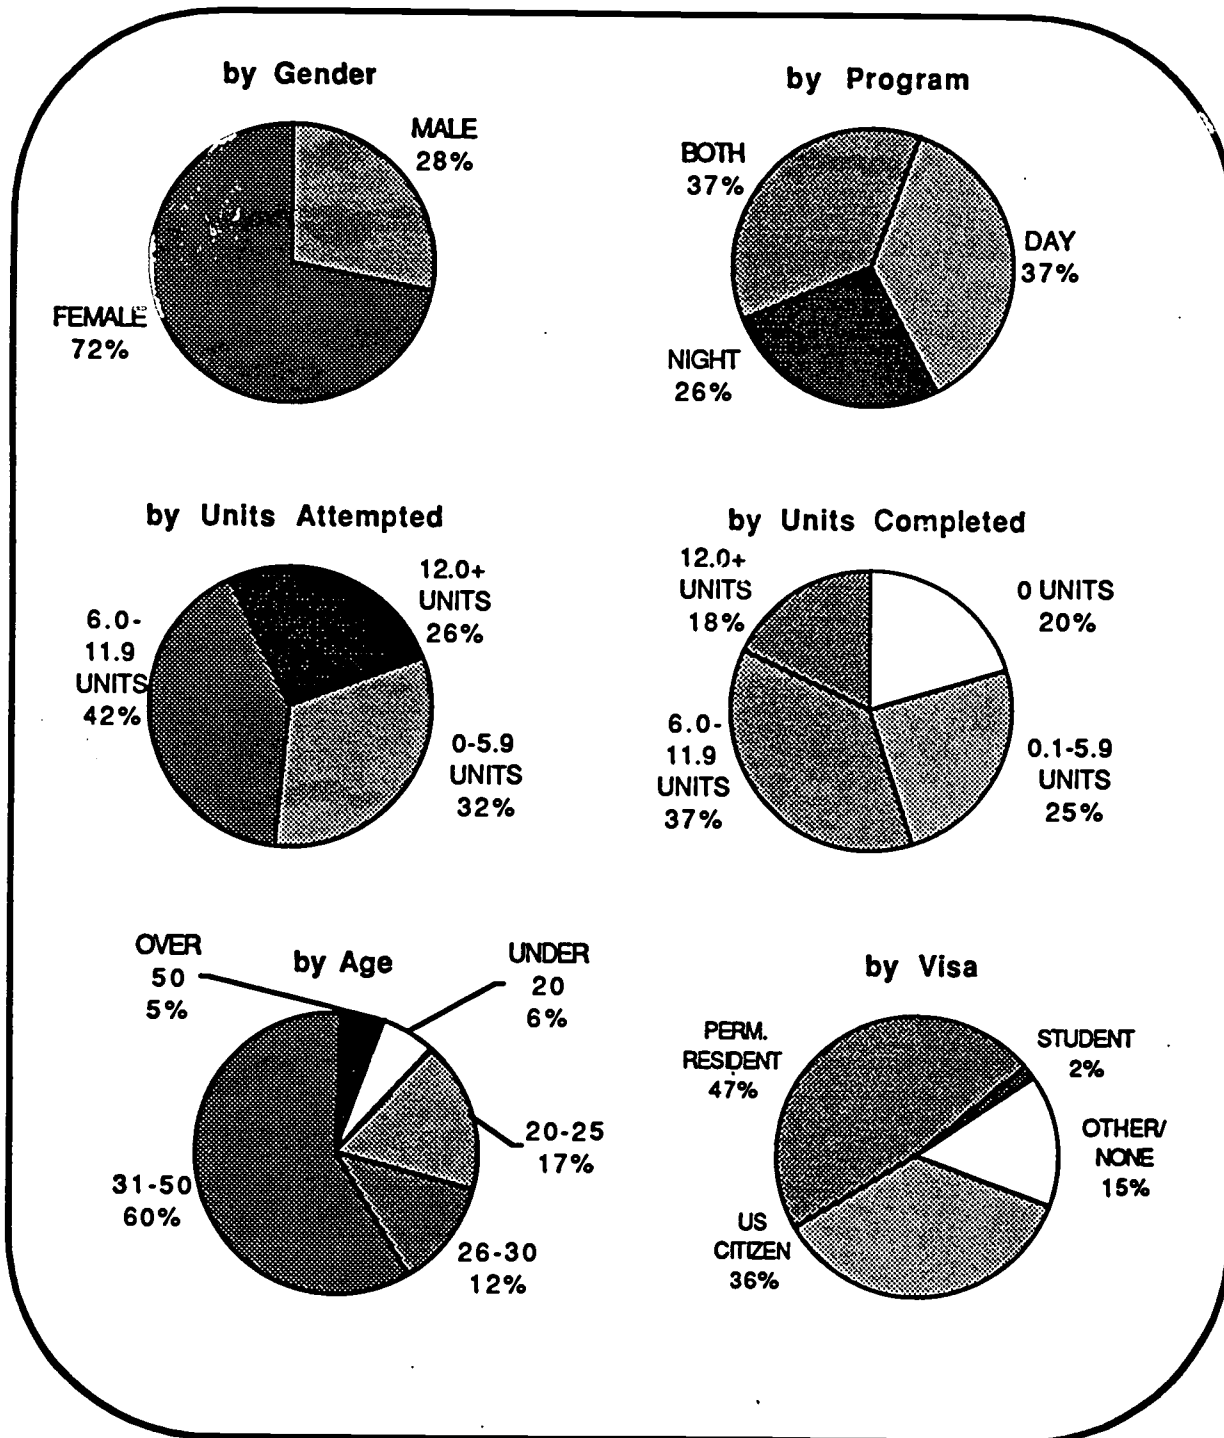 by Gender
MALE
28%
FEMALE
72%
by Program
BOTH
37%
DAY
37%
NIGHT
26%
by Units Attempted
12.0+
UNITS
26%
6.0-
11.9
UNITS
42%
0-5.9
UNITS
32%
by Units Completed
12.0+
UNITS
18%
0 UNITS
20%
6.0-
11.9
UNITS
37%
0.1-5.9
UNITS
25%
by Age
OVER
50
5%
UNDER
20
6%
20-25
17%
31-50
60%
26-30
12%
by Visa
PERM.
RESIDENT
47%
STUDENT
2%
OTHER/
NONE
15%
US
CITIZEN
36%